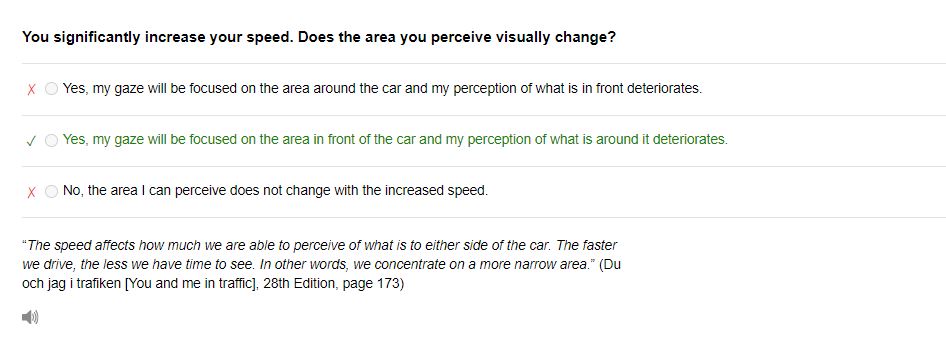 You significantly increase your speed. Does the area you perceive visually change?
X Yes, my gaze will be focused on the area around the car and my perception of what is in front deteriorates.
✓ Yes, my gaze will be focused on the area in front of the car and my perception of what is around it deteriorates.
X No, the area I can perceive does not change with the increased speed.
"The speed affects how much we are able to perceive of what is to either side of the car. The faster
we drive, the less we have time to see. In other words, we concentrate on a more narrow area." (Du
och jag i trafiken [You and me in traffic], 28th Edition, page 173)